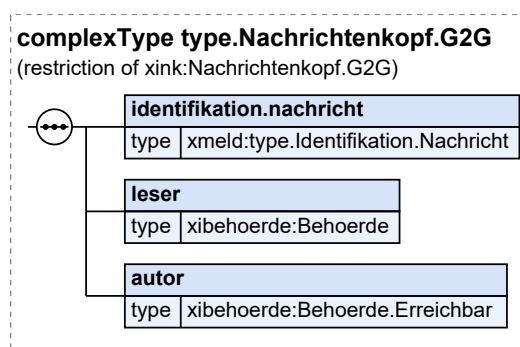 complexType type.Nachrichtenkopf.G2G
(restriction of xink:Nachrichtenkopf.G2G)
identifikation.nachricht
type xmeld:type.Identifikation.Nachricht
leser
type xibehoerde:Behoerde
autor
type xibehoerde:Behoerde.Erreichbar